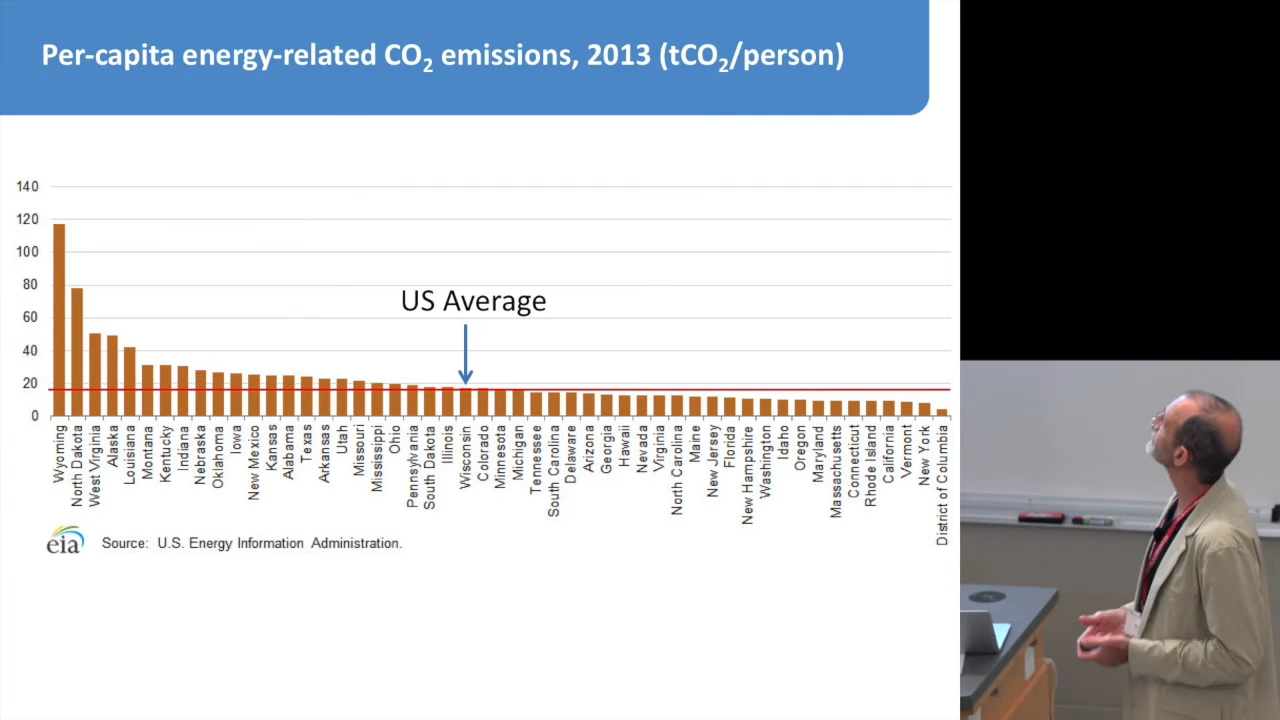 Per-capita energy-related CO₂ emissions, 2013 (tCO₂/person)
140
120
100
80
60
40
20
0
US Average
Wyoming
North Dakota
West Virginia
Alaska
Louisiana
Montana
Kentucky
Indiana
Nebraska
Oklahoma
Iowa
New Mexico
Kansas
Alabama
Texas
Arkansas
Utah
Missouri
Mississippi
Ohio
Pennsylvania
South Dakota
Illinois
Wisconsin
Colorado
Minnesota
Michigan
Tennessee
South Carolina
Delaware
Arizona
Georgia
Hawaii
Nevada
Virginia
North Carolina
Maine
New Jersey
Florida
New Hampshire
Washington
Idaho
Oregon
Maryland
Massachusetts
Connecticut
Rhode Island
California
Vermont
New York
District of Columbia
eia
Source: U.S. Energy Information Administration.